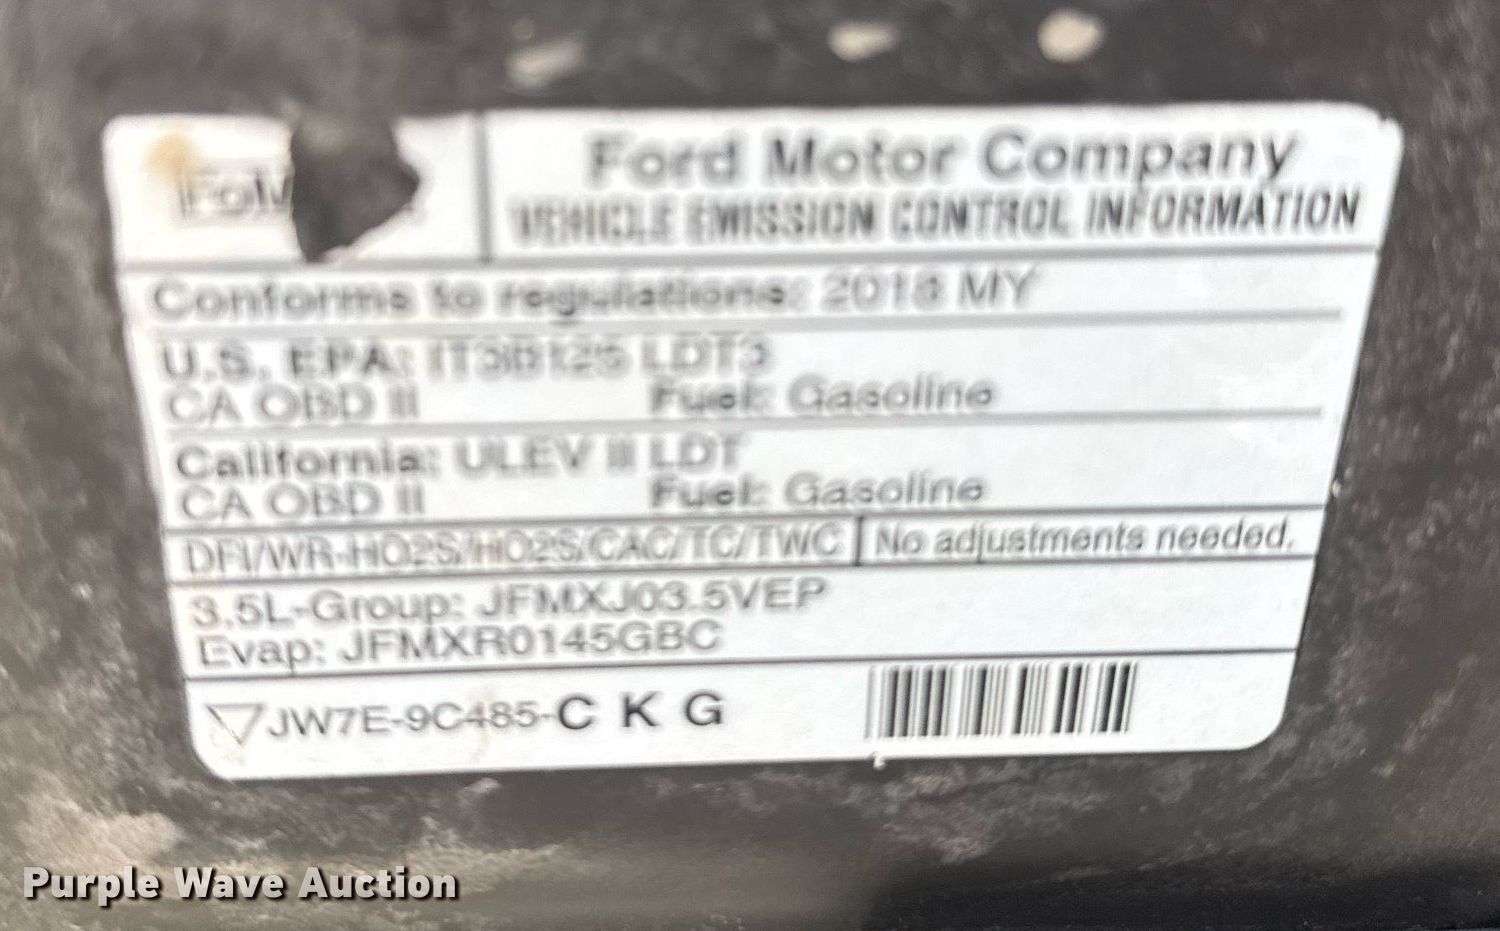 Ford Motor Company
VEHICLE EMISSION CONTROL INFORMATION
Conforms to regulations: 2018 MY
U.S. EPA: LDT3
CA OBD II Fuel: Gasoline
California: ULEV II LDT
CA OBD II Fuel: Gasoline
DFI/WR-HO2S/HO2S/CAC/TC/TWC No adjustments needed.
3.5L-Group: JFMXJ03.5VEP
Evap: JFMXR0145GBC
JW7E-9C485-C K G
Purple Wave Auction